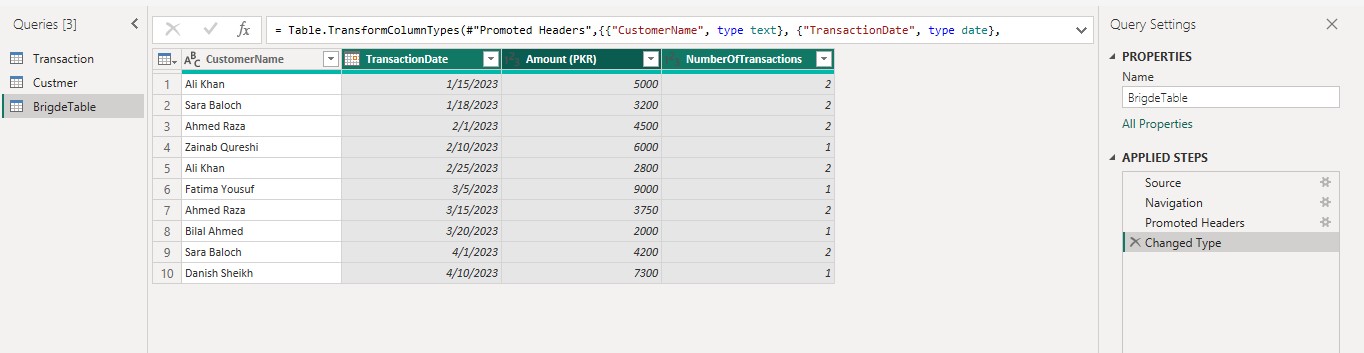 Queries [3]
Transaction
Custmer
BrigdeTable
fx
= Table.TransformColumnTypes(#"Promoted Headers",{{"CustomerName", type text}, {"TransactionDate", type date},
ABC CustomerName TransactionDate Amount (PKR) NumberOfTransactions
1 Ali Khan 1/15/2023 5000 2
2 Sara Baloch 1/18/2023 3200 2
3 Ahmed Raza 2/1/2023 4500 2
4 Zainab Qureshi 2/10/2023 6000 1
5 Ali Khan 2/25/2023 2800 2
6 Fatima Yousuf 3/5/2023 9000 1
7 Ahmed Raza 3/15/2023 3750 2
8 Bilal Ahmed 3/20/2023 2000 1
9 Sara Baloch 4/1/2023 4200 2
10 Danish Sheikh 4/10/2023 7300 1
Query Settings
PROPERTIES
Name
BrigdeTable
All Properties
APPLIED STEPS
Source
Navigation
Promoted Headers
Changed Type